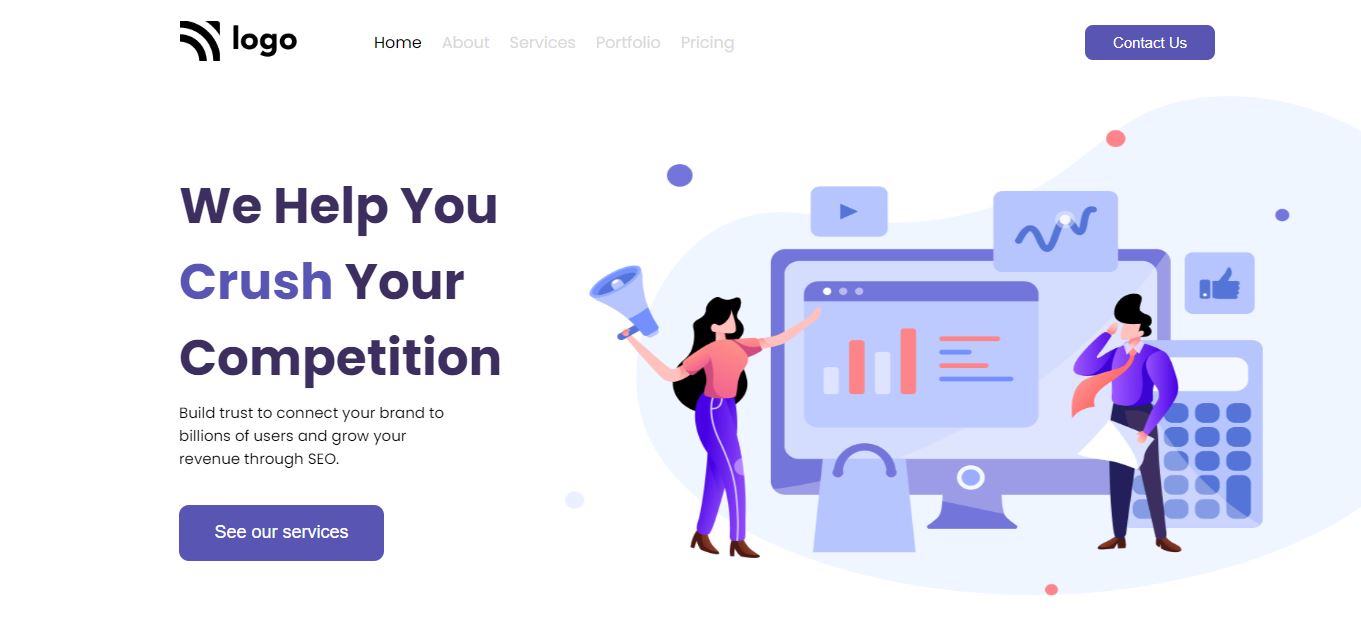 logo
Home About Services Portfolio Pricing
Contact Us
We Help You
Crush Your
Competition
Build trust to connect your brand to
billions of users and grow your
revenue through SEO.
See our services